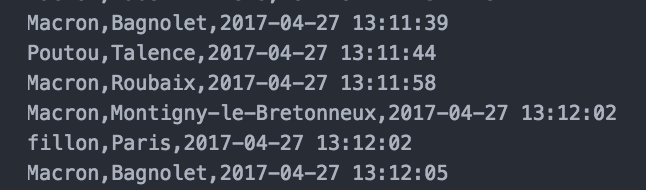 Macron,Bagnolet,2017-04-27 13:11:39
Poutou,Talence,2017-04-27 13:11:44
Macron,Roubaix,2017-04-27 13:11:58
Macron,Montigny-le-Bretonneux,2017-04-27 13:12:02
fillon,Paris,2017-04-27 13:12:02
Macron,Bagnolet,2017-04-27 13:12:05